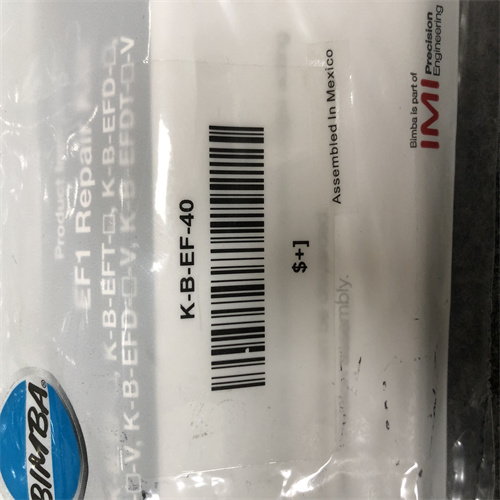 Bimba is part of
IMI Precision
Engineering
Assembled In Mexico
$+]
K-B-EF-40
EF1 Repair
K-B-EFT-□, K-B-EFD-□,
□-V, K-B-EFD-□-V, K-B-EFDT-□-V
BIMBA®